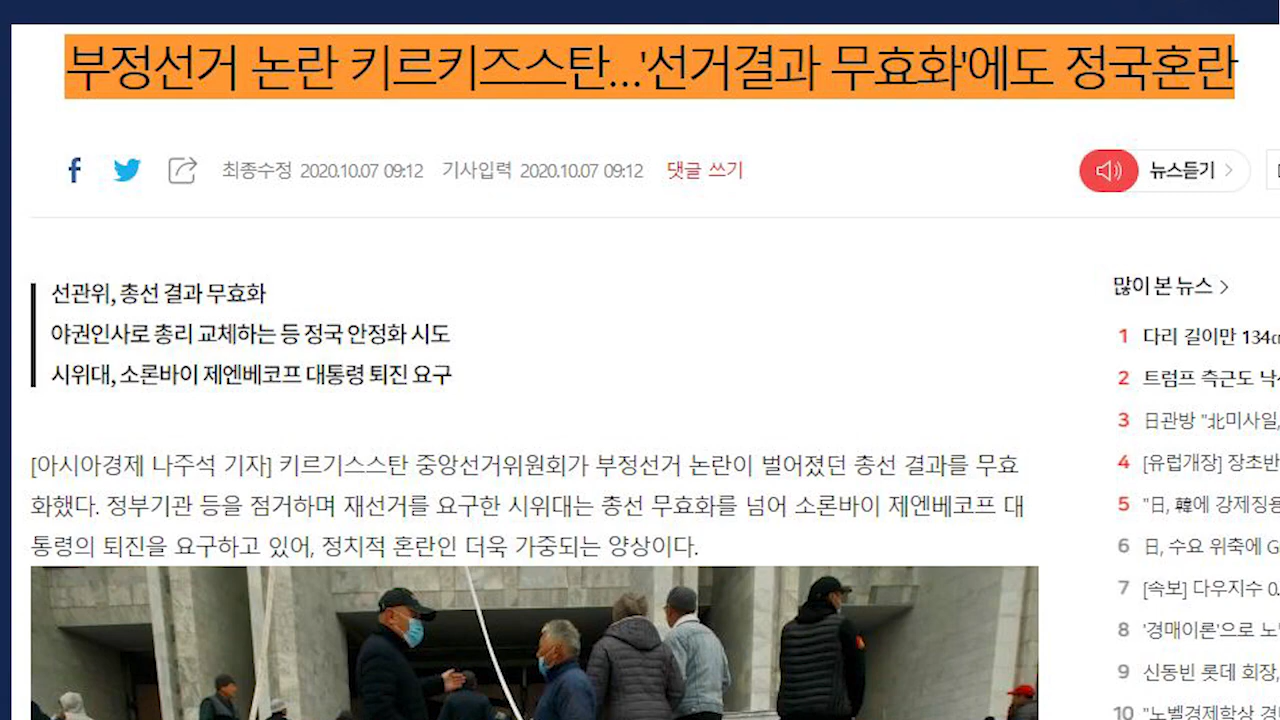 부정선거 논란 키르키즈스탄...'선거결과 무효화'에도 정국혼란
최종수정 2020.10.07 09:12 기사입력 2020.10.07 09:12 댓글 쓰기
뉴스듣기
선관위, 총선 결과 무효화
야권인사로 총리 교체하는 등 정국 안정화 시도
시위대, 소론바이 제엔베코프 대통령 퇴진 요구
[아시아경제 나주석 기자] 키르기스스탄 중앙선거위원회가 부정선거 논란이 벌어졌던 총선 결과를 무효
화했다. 정부기관 등을 점거하며 재선거를 요구한 시위대는 총선 무효화를 넘어 소론바이 제엔베코프 대
통령의 퇴진을 요구하고 있어, 정치적 혼란인 더욱 가중되는 양상이다.
많이 본 뉴스
1 다리 길이만 134
2 트럼프 측근도
3 日관방 "北미사일,
4 [유럽개장] 장초반
5 "日, 韓에 강제징용
6 日, 수요 위축에 G
7 [속보] 다우지수 0.
8 '경매이론'으로
9 신동빈 롯데 회장,
10 "노벨경제학상